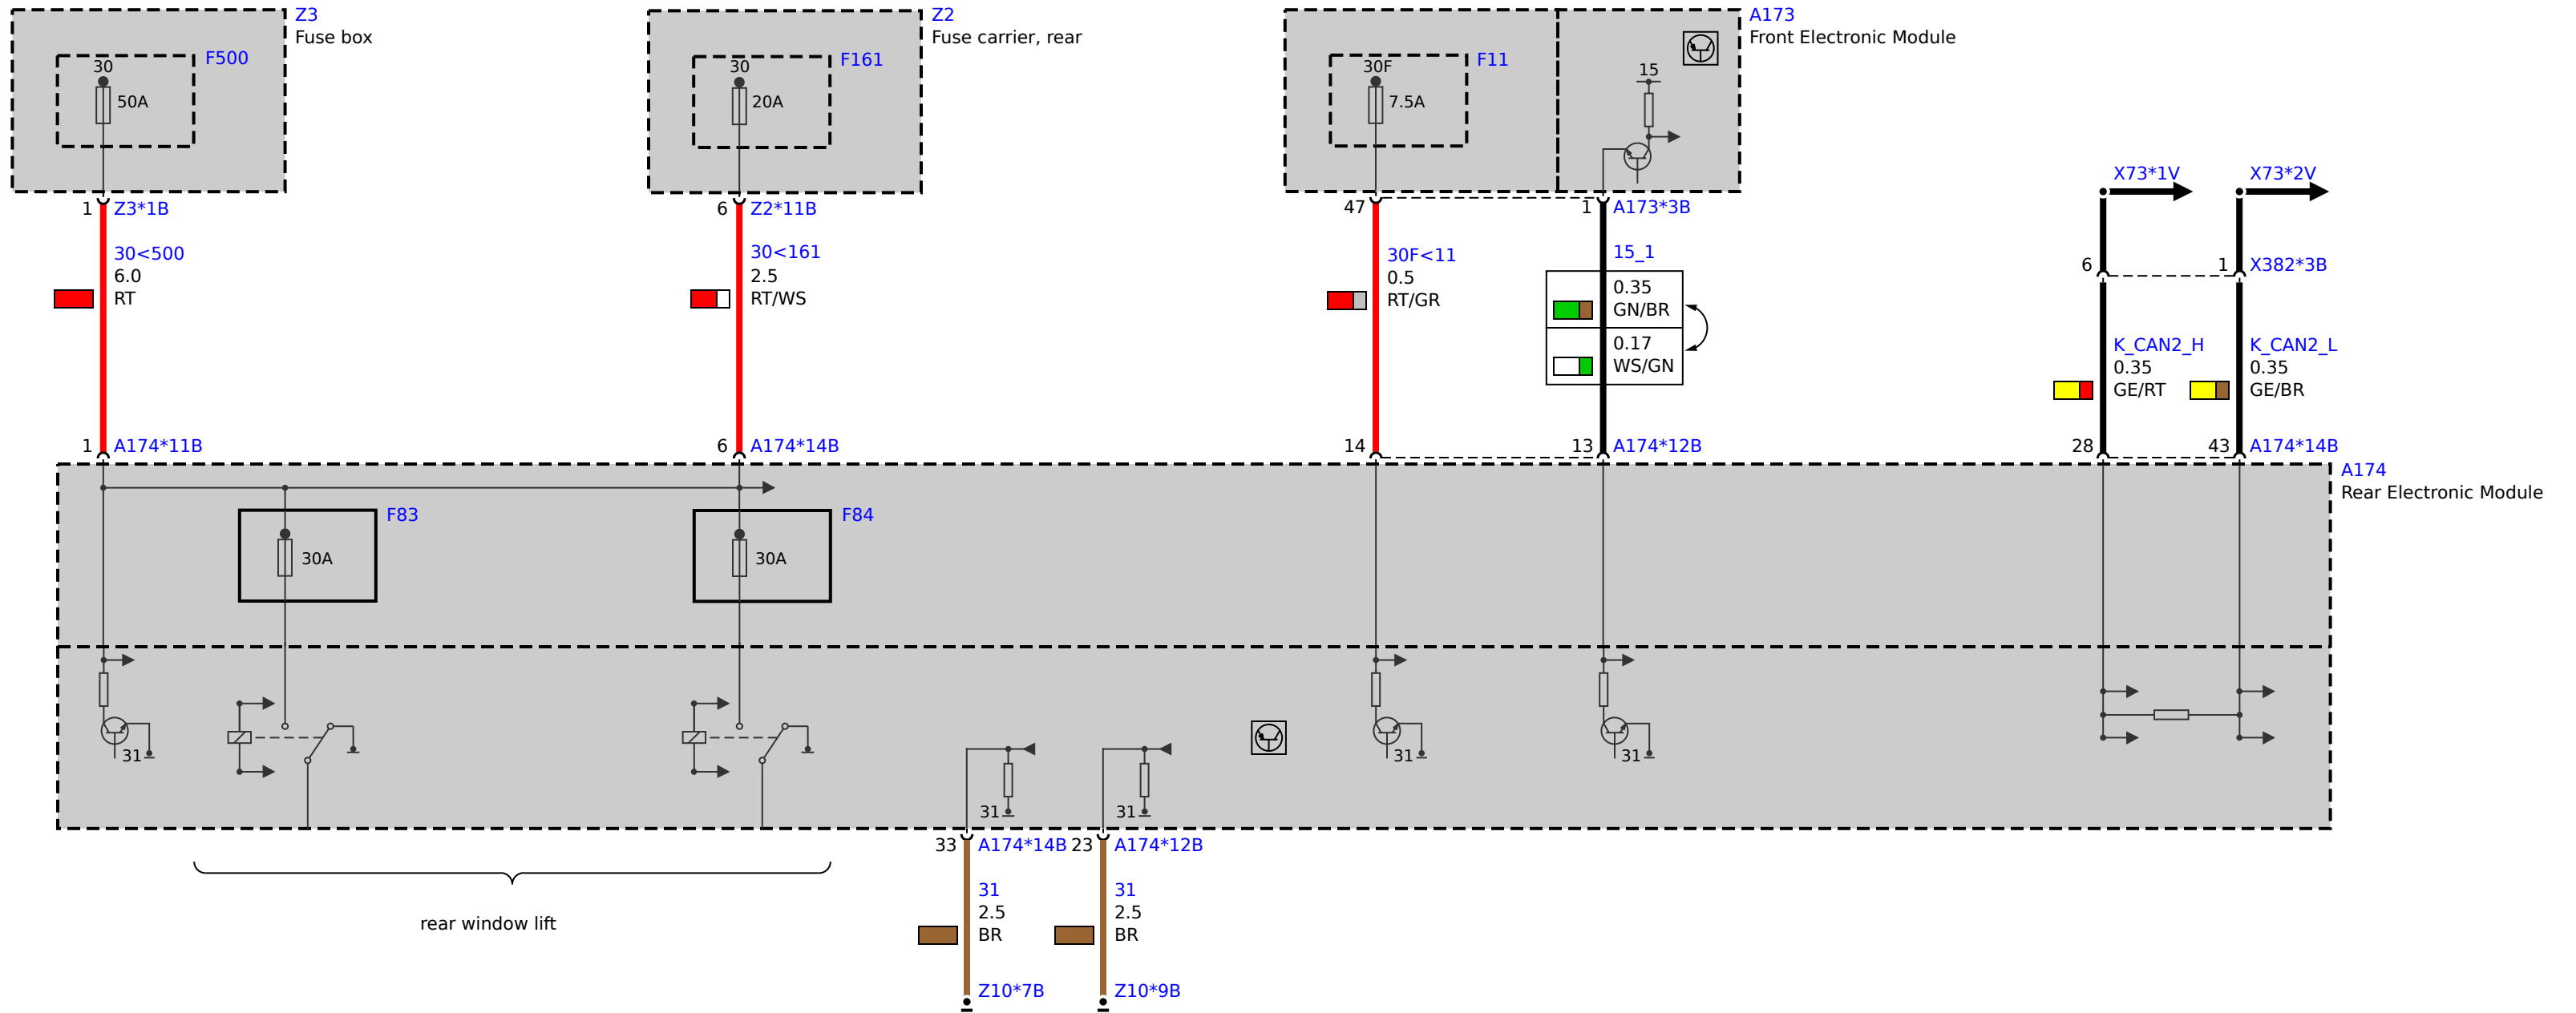 Z3
Fuse box
F500
30
50A
Z2
Fuse carrier, rear
F161
30
20A
A173
Front Electronic Module
F11
30F
7.5A
15
X73*1V
X73*2V
1
Z3*1B
6
Z2*11B
47
1
A173*3B
30<500
6.0
RT
30<161
2.5
RT/WS
30F<11
0.5
RT/GR
15_1
0.35
GN/BR
0.17
WS/GN
6
1
X382*3B
K_CAN2_H
0.35
GE/RT
K_CAN2_L
0.35
GE/BR
1
A174*11B
6
A174*14B
14
13
A174*12B
28
43
A174*14B
A174
Rear Electronic Module
F83
30A
F84
30A
31
31
31
31
31
33
A174*14B
23
A174*12B
31
2.5
BR
31
2.5
BR
rear window lift
Z10*7B
Z10*9B